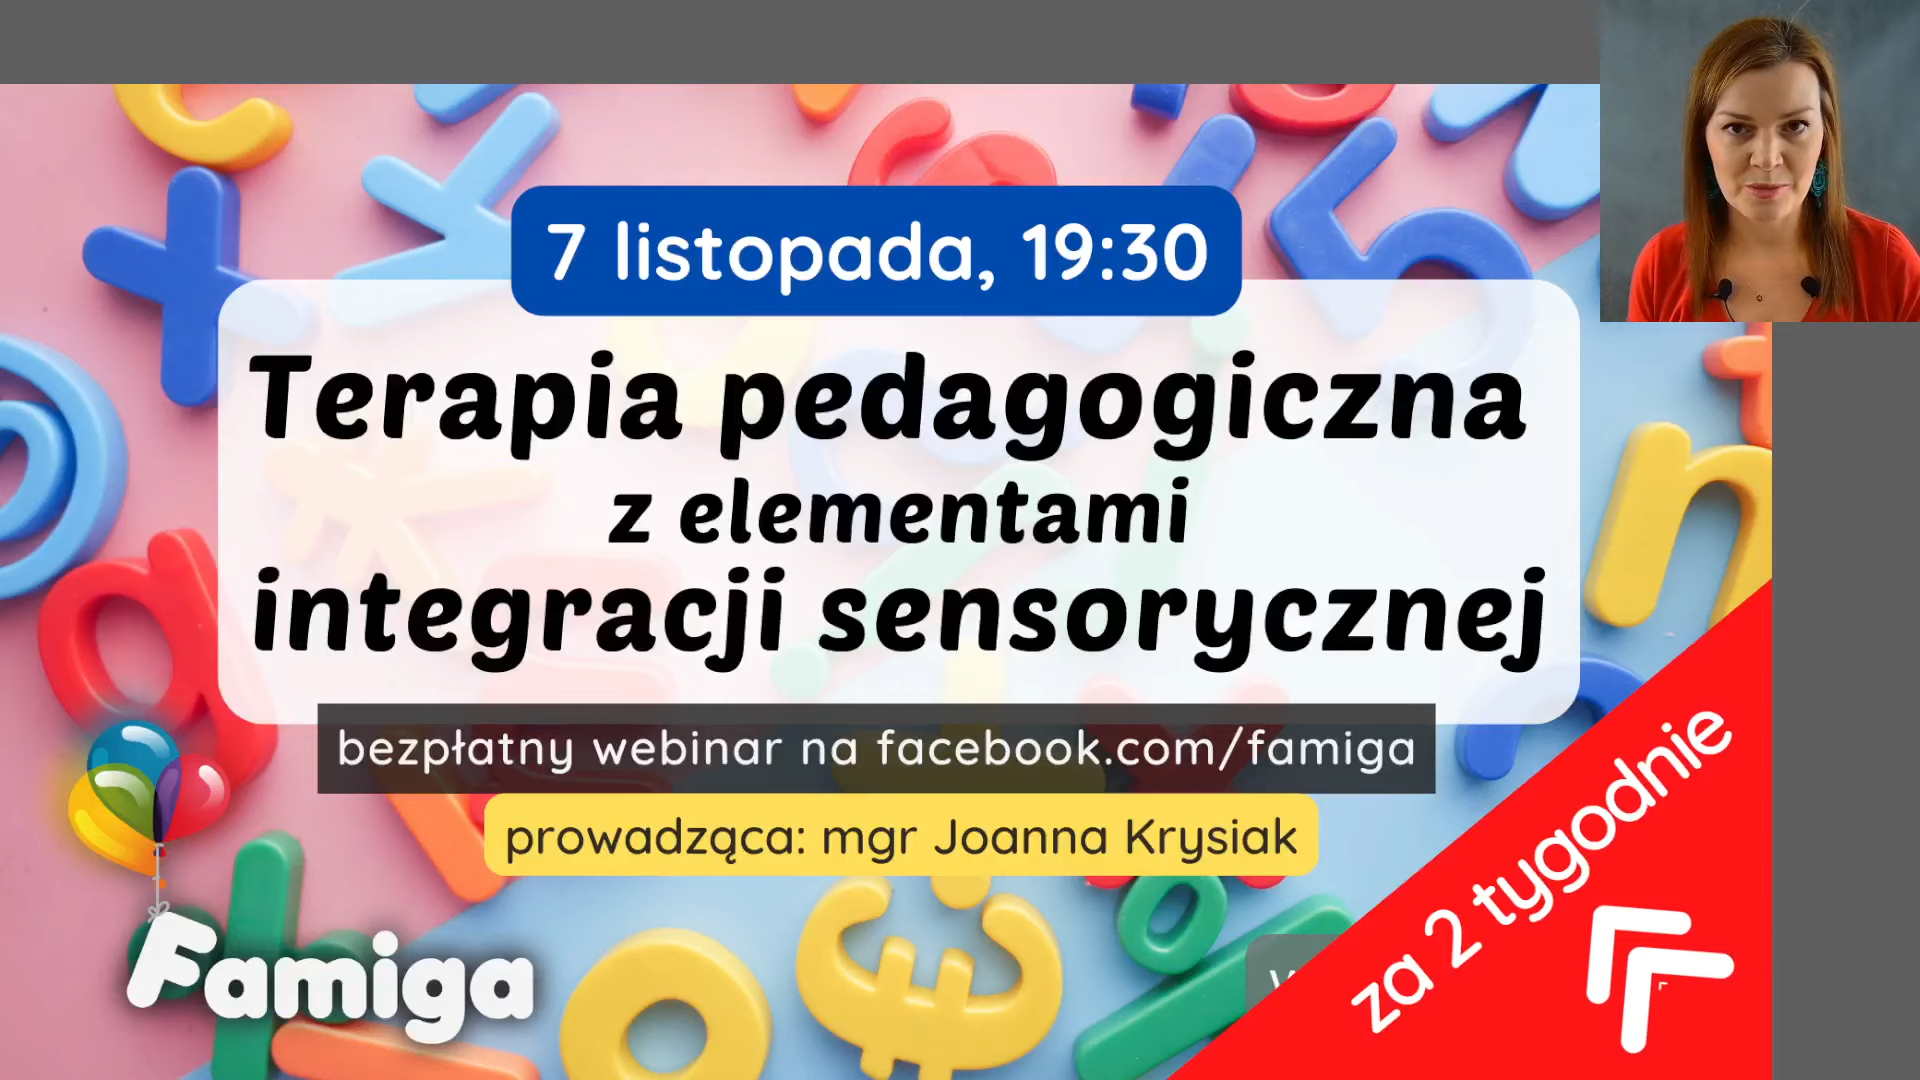 7 listopada, 19:30
Terapia pedagogiczna
z elementami
integracji sensorycznej
bezpłatny webinar na facebook.com/famiga
prowadząca: mgr Joanna Krysiak
Famiga
za 2 tygodnie